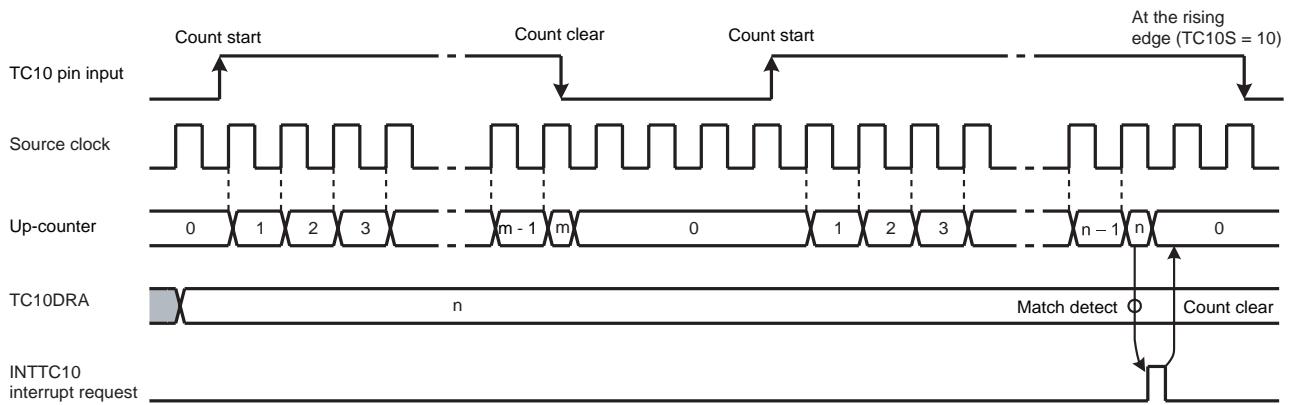 At the rising
edge (TC10S = 10)
Count start
Count clear
Count start
TC10 pin input
Source clock
Up-counter
0
1
2
3
m - 1
m
0
1
2
3
n – 1
n
0
TC10DRA
n
Match detect
Count clear
INTTC10
interrupt request